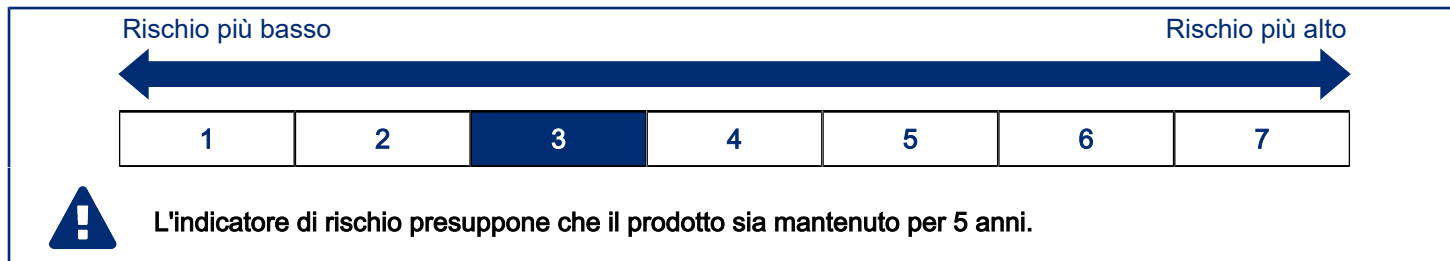 Rischio più basso Rischio più alto
1 2 3 4 5 6 7
L'indicatore di rischio presuppone che il prodotto sia mantenuto per 5 anni.